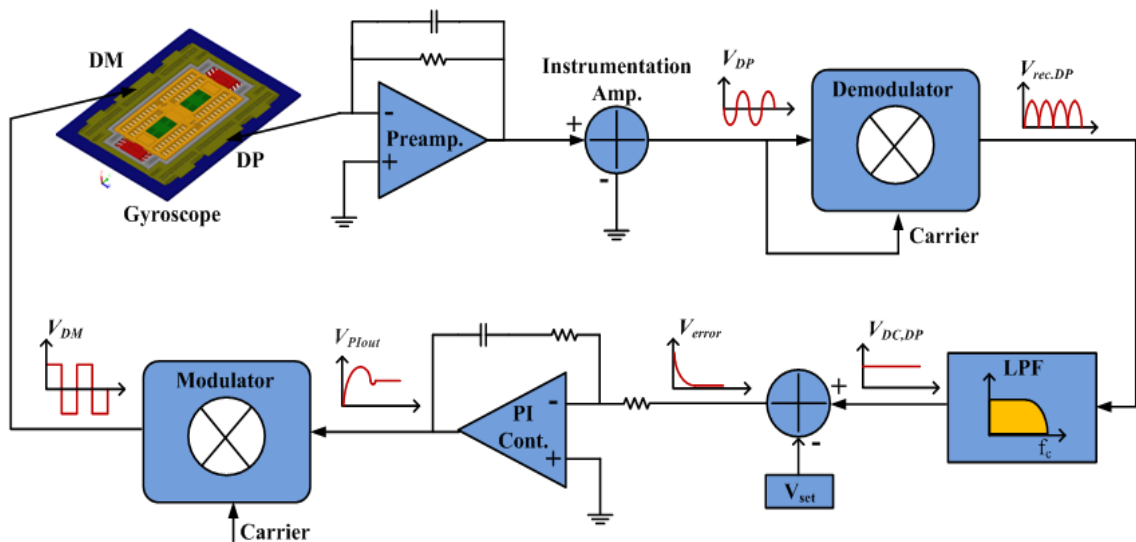 DM
DP
Gyroscope
-
Preamp.
+
Instrumentation
Amp.
+
-
V_DP
Demodulator
Carrier
V_rec.DP
V_DM
Modulator
Carrier
V_PIout
PI
Cont.
-
+
V_error
+
-
V_set
V_DC,DP
LPF
f_c